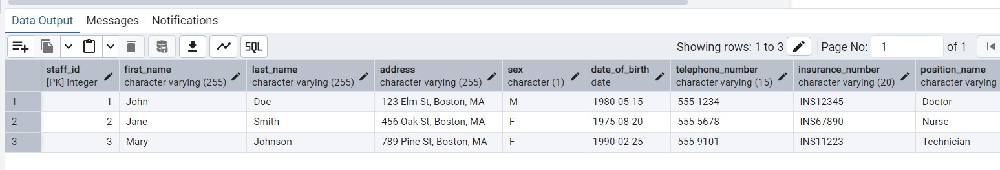 Data Output Messages Notifications
SQL Showing rows: 1 to 3 Page No: 1 of 1
staff_id first_name last_name address sex date_of_birth telephone_number insurance_number position_name
[PK] integer character varying (255) character varying (255) character varying (255) character (1) date character varying (15) character varying (20) character varying
1 1 John Doe 123 Elm St, Boston, MA M 1980-05-15 555-1234 INS12345 Doctor
2 2 Jane Smith 456 Oak St, Boston, MA F 1975-08-20 555-5678 INS67890 Nurse
3 3 Mary Johnson 789 Pine St, Boston, MA F 1990-02-25 555-9101 INS11223 Technician